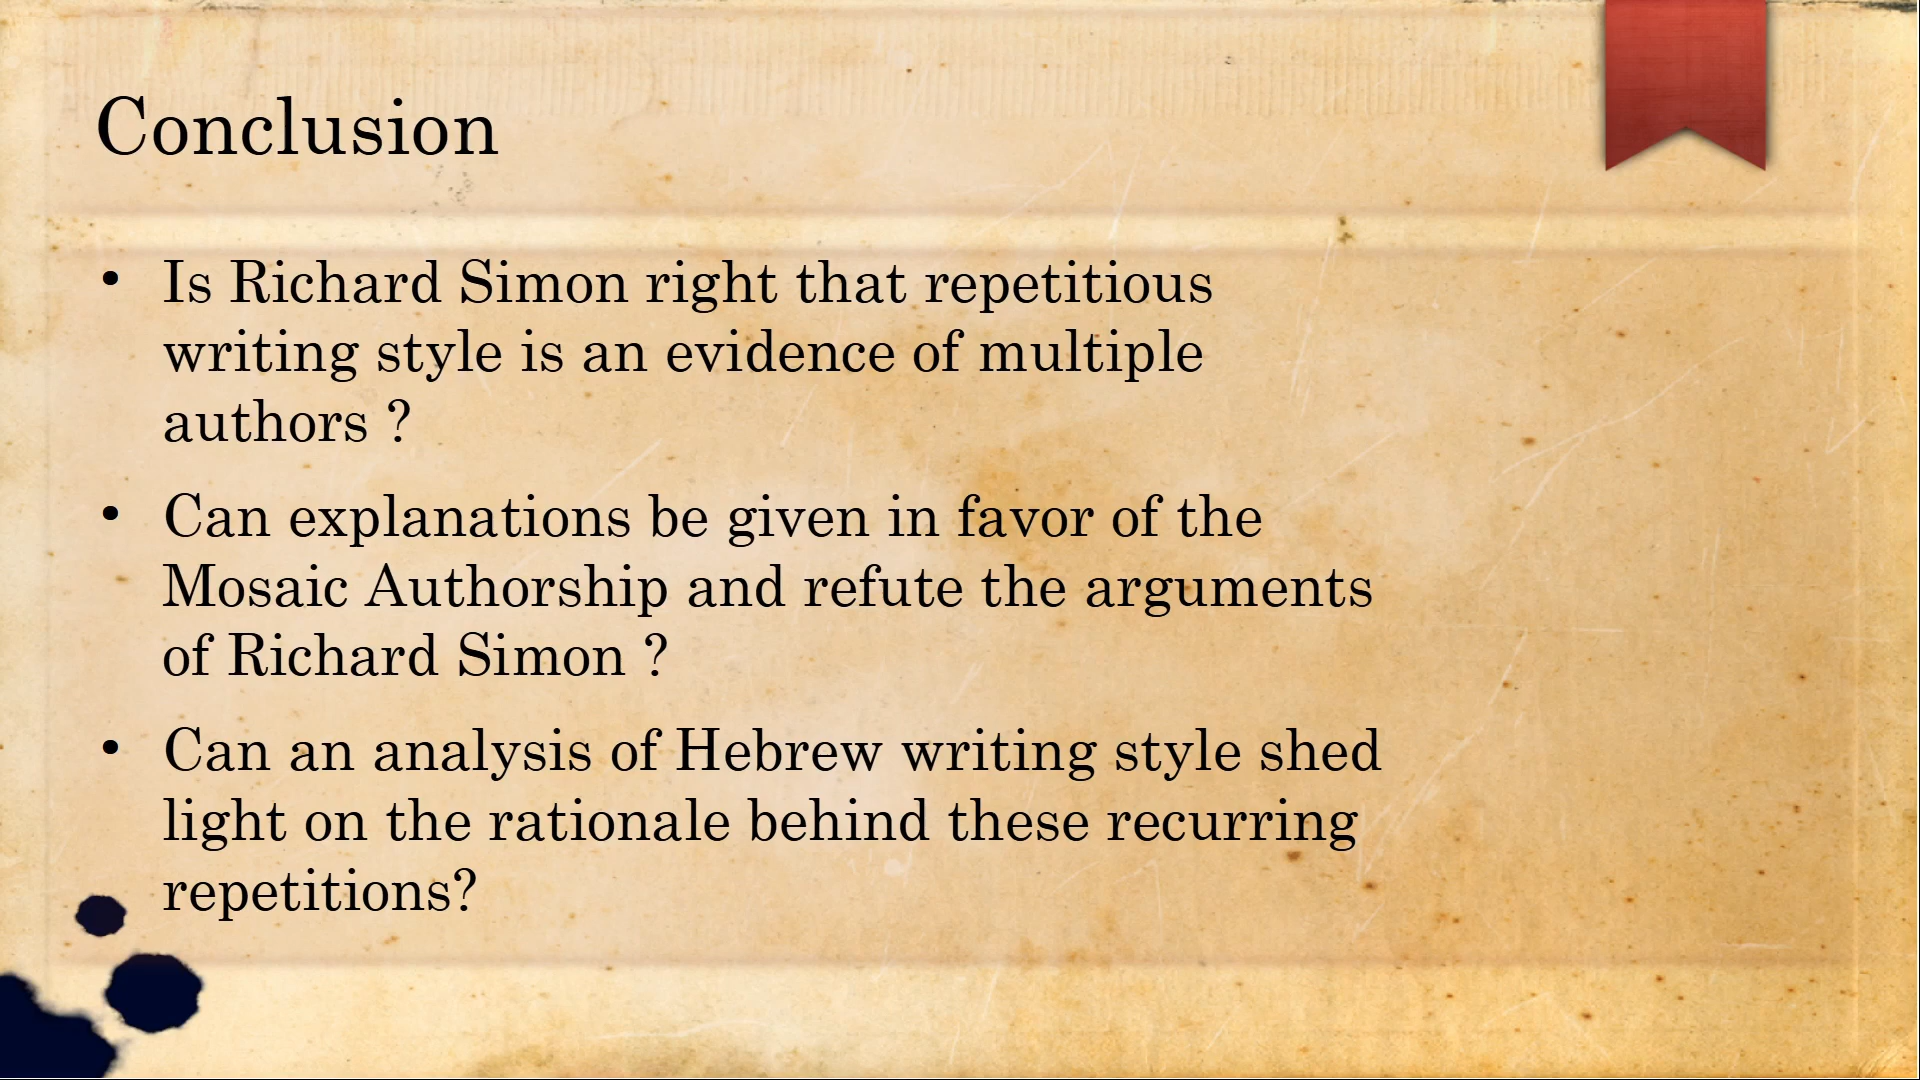 Conclusion
• Is Richard Simon right that repetitious
writing style is an evidence of multiple
authors ?
• Can explanations be given in favor of the
Mosaic Authorship and refute the arguments
of Richard Simon ?
• Can an analysis of Hebrew writing style shed
light on the rationale behind these recurring
repetitions?